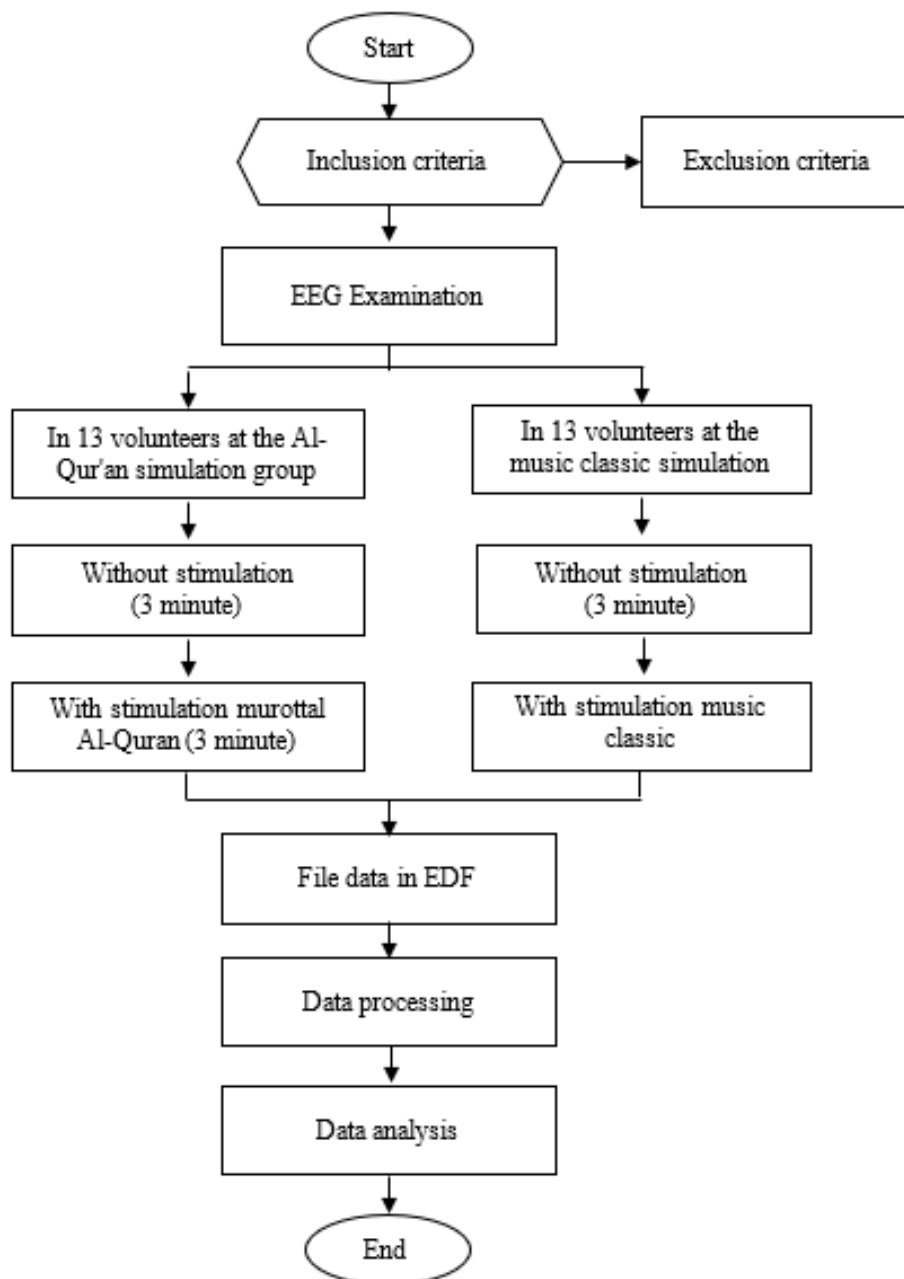 Start
Inclusion criteria
Exclusion criteria
EEG Examination
In 13 volunteers at the Al-
Qur'an simulation group
In 13 volunteers at the
music classic simulation
Without stimulation
(3 minute)
Without stimulation
(3 minute)
With stimulation murottal
Al-Quran (3 minute)
With stimulation music
classic
File data in EDF
Data processing
Data analysis
End